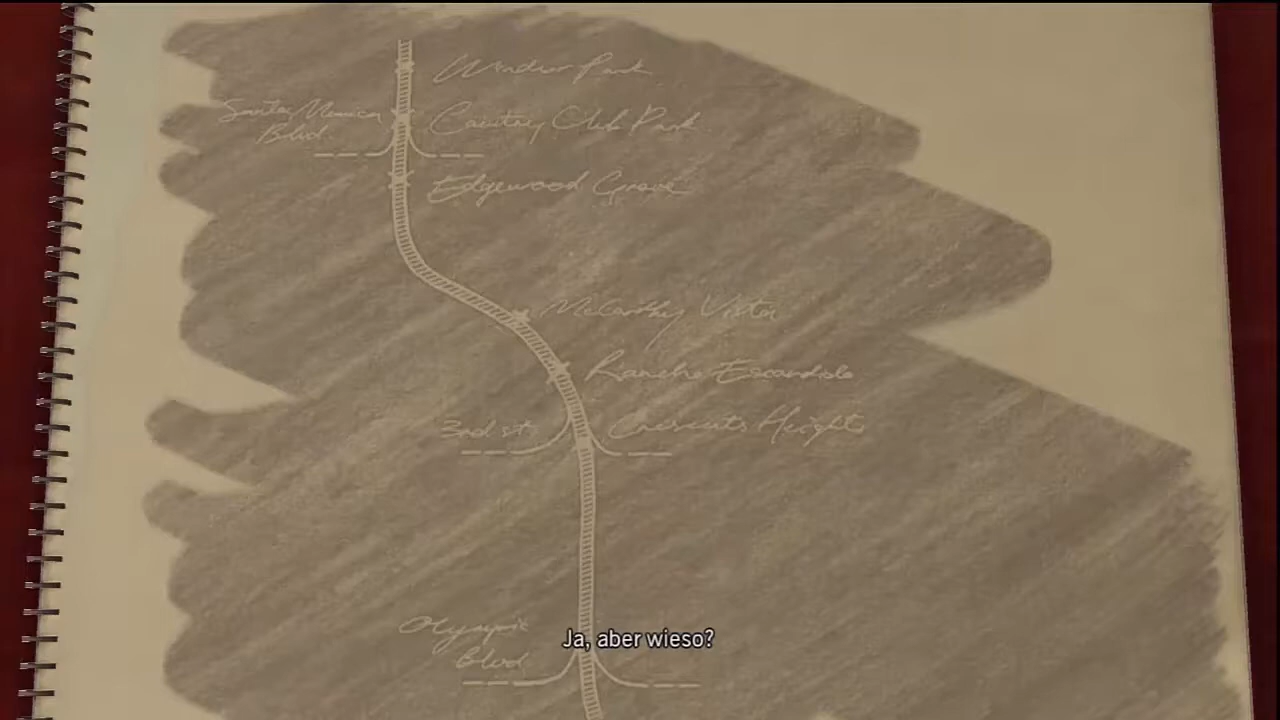 Windsor Park
Santa Monica
Blvd.
Country Club Park
Edgewood Grove
McCarthy Vista
Rancho Escondido
3rd st.
Crescents Heights
Olympic
Blvd.
Ja, aber wieso?